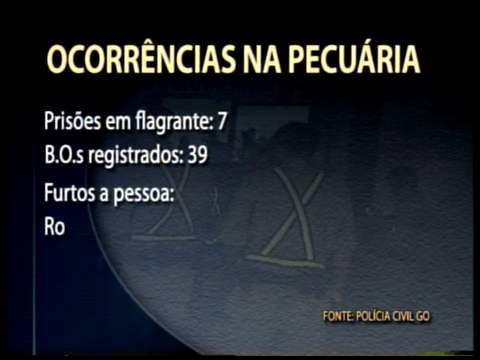 OCORRÊNCIAS NA PECUÁRIA
Prisões em flagrante: 7
B.O.s registrados: 39
Furtos a pessoa:
Ro
FONTE: POLÍCIA CIVIL GO